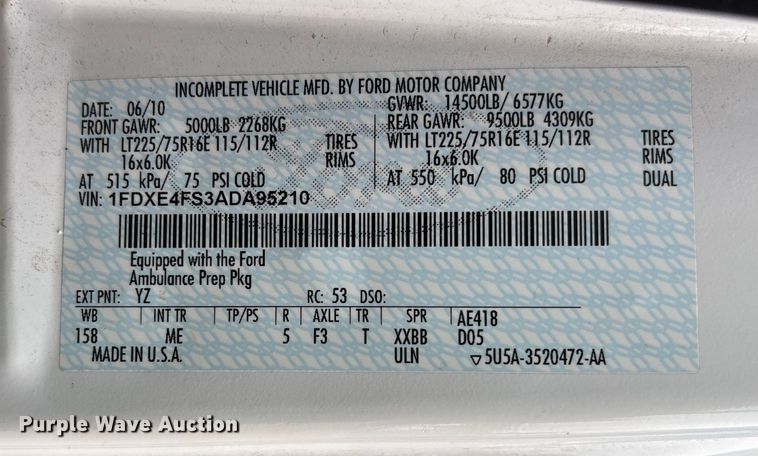 INCOMPLETE VEHICLE MFD. BY FORD MOTOR COMPANY
DATE: 06/10 GVWR: 14500LB/ 6577KG
FRONT GAWR: 5000LB 2268KG REAR GAWR: 9500LB 4309KG
WITH LT225/75R16E 115/112R TIRES WITH LT225/75R16E 115/112R TIRES
16x6.0K RIMS 16x6.0K RIMS
AT 515 kPa/ 75 PSI COLD AT 550 kPa/ 80 PSI COLD DUAL
VIN: 1FDXE4FS3ADA95210
Equipped with the Ford
Ambulance Prep Pkg
EXT PNT: YZ RC: 53 DSO:
WB INT TR TP/PS R AXLE TR SPR AE418
158 ME 5 F3 T XXBB D05
MADE IN U.S.A. ULN ▽5U5A-3520472-AA
Purple Wave Auction